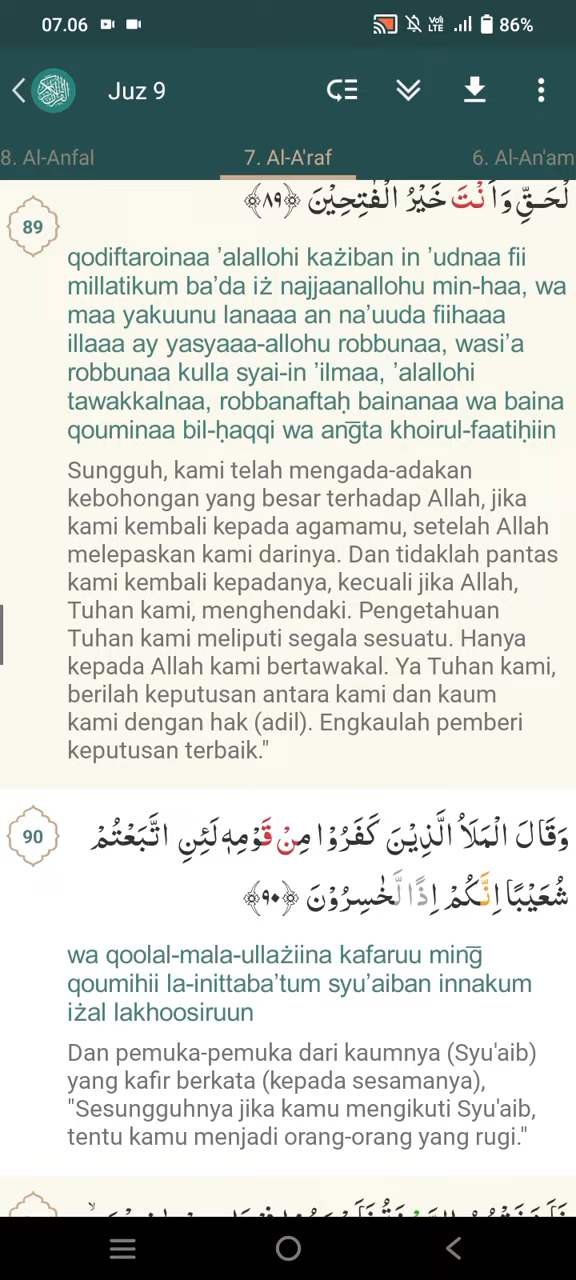 07.06 Vo) LTE 86%
Juz 9
8. Al-Anfal 7. Al-A'raf 6. Al-An'am
لْحَـقِّ وَاَنْتَ خَيْرُ الْفٰتِحِيْنَ ﴿٨٩﴾
89
qodiftaroinaa ’alallohi każiban in ’udnaa fii
millatikum ba’da iż najjaanallohu min-haa, wa
maa yakuunu lanaaa an na’uuda fiihaaa
illaaa ay yasyaaa-allohu robbunaa, wasi’a
robbunaa kulla syai-in ’ilmaa, ’alallohi
tawakkalnaa, robbanaftaḥ bainanaa wa baina
qouminaa bil-ḥaqqi wa ang̅ta khoirul-faatiḥiin
Sungguh, kami telah mengada-adakan
kebohongan yang besar terhadap Allah, jika
kami kembali kepada agamamu, setelah Allah
melepaskan kami darinya. Dan tidaklah pantas
kami kembali kepadanya, kecuali jika Allah,
Tuhan kami, menghendaki. Pengetahuan
Tuhan kami meliputi segala sesuatu. Hanya
kepada Allah kami bertawakal. Ya Tuhan kami,
berilah keputusan antara kami dan kaum
kami dengan hak (adil). Engkaulah pemberi
keputusan terbaik."
90
وَقَالَ الْمَلَاُ الَّذِيْنَ كَفَرُوْا مِنْ قَوْمِهٖ لَئِنِ اتَّبَعْتُمْ
شُعَيْبًا اِنَّكُمْ اِذًا لَّخٰسِرُوْنَ ﴿٩٠﴾
wa qoolal-mala-ullażiina kafaruu ming̅
qoumihii la-inittaba’tum syu’aiban innakum
iżal lakhoosiruun
Dan pemuka-pemuka dari kaumnya (Syu'aib)
yang kafir berkata (kepada sesamanya),
"Sesungguhnya jika kamu mengikuti Syu'aib,
tentu kamu menjadi orang-orang yang rugi."